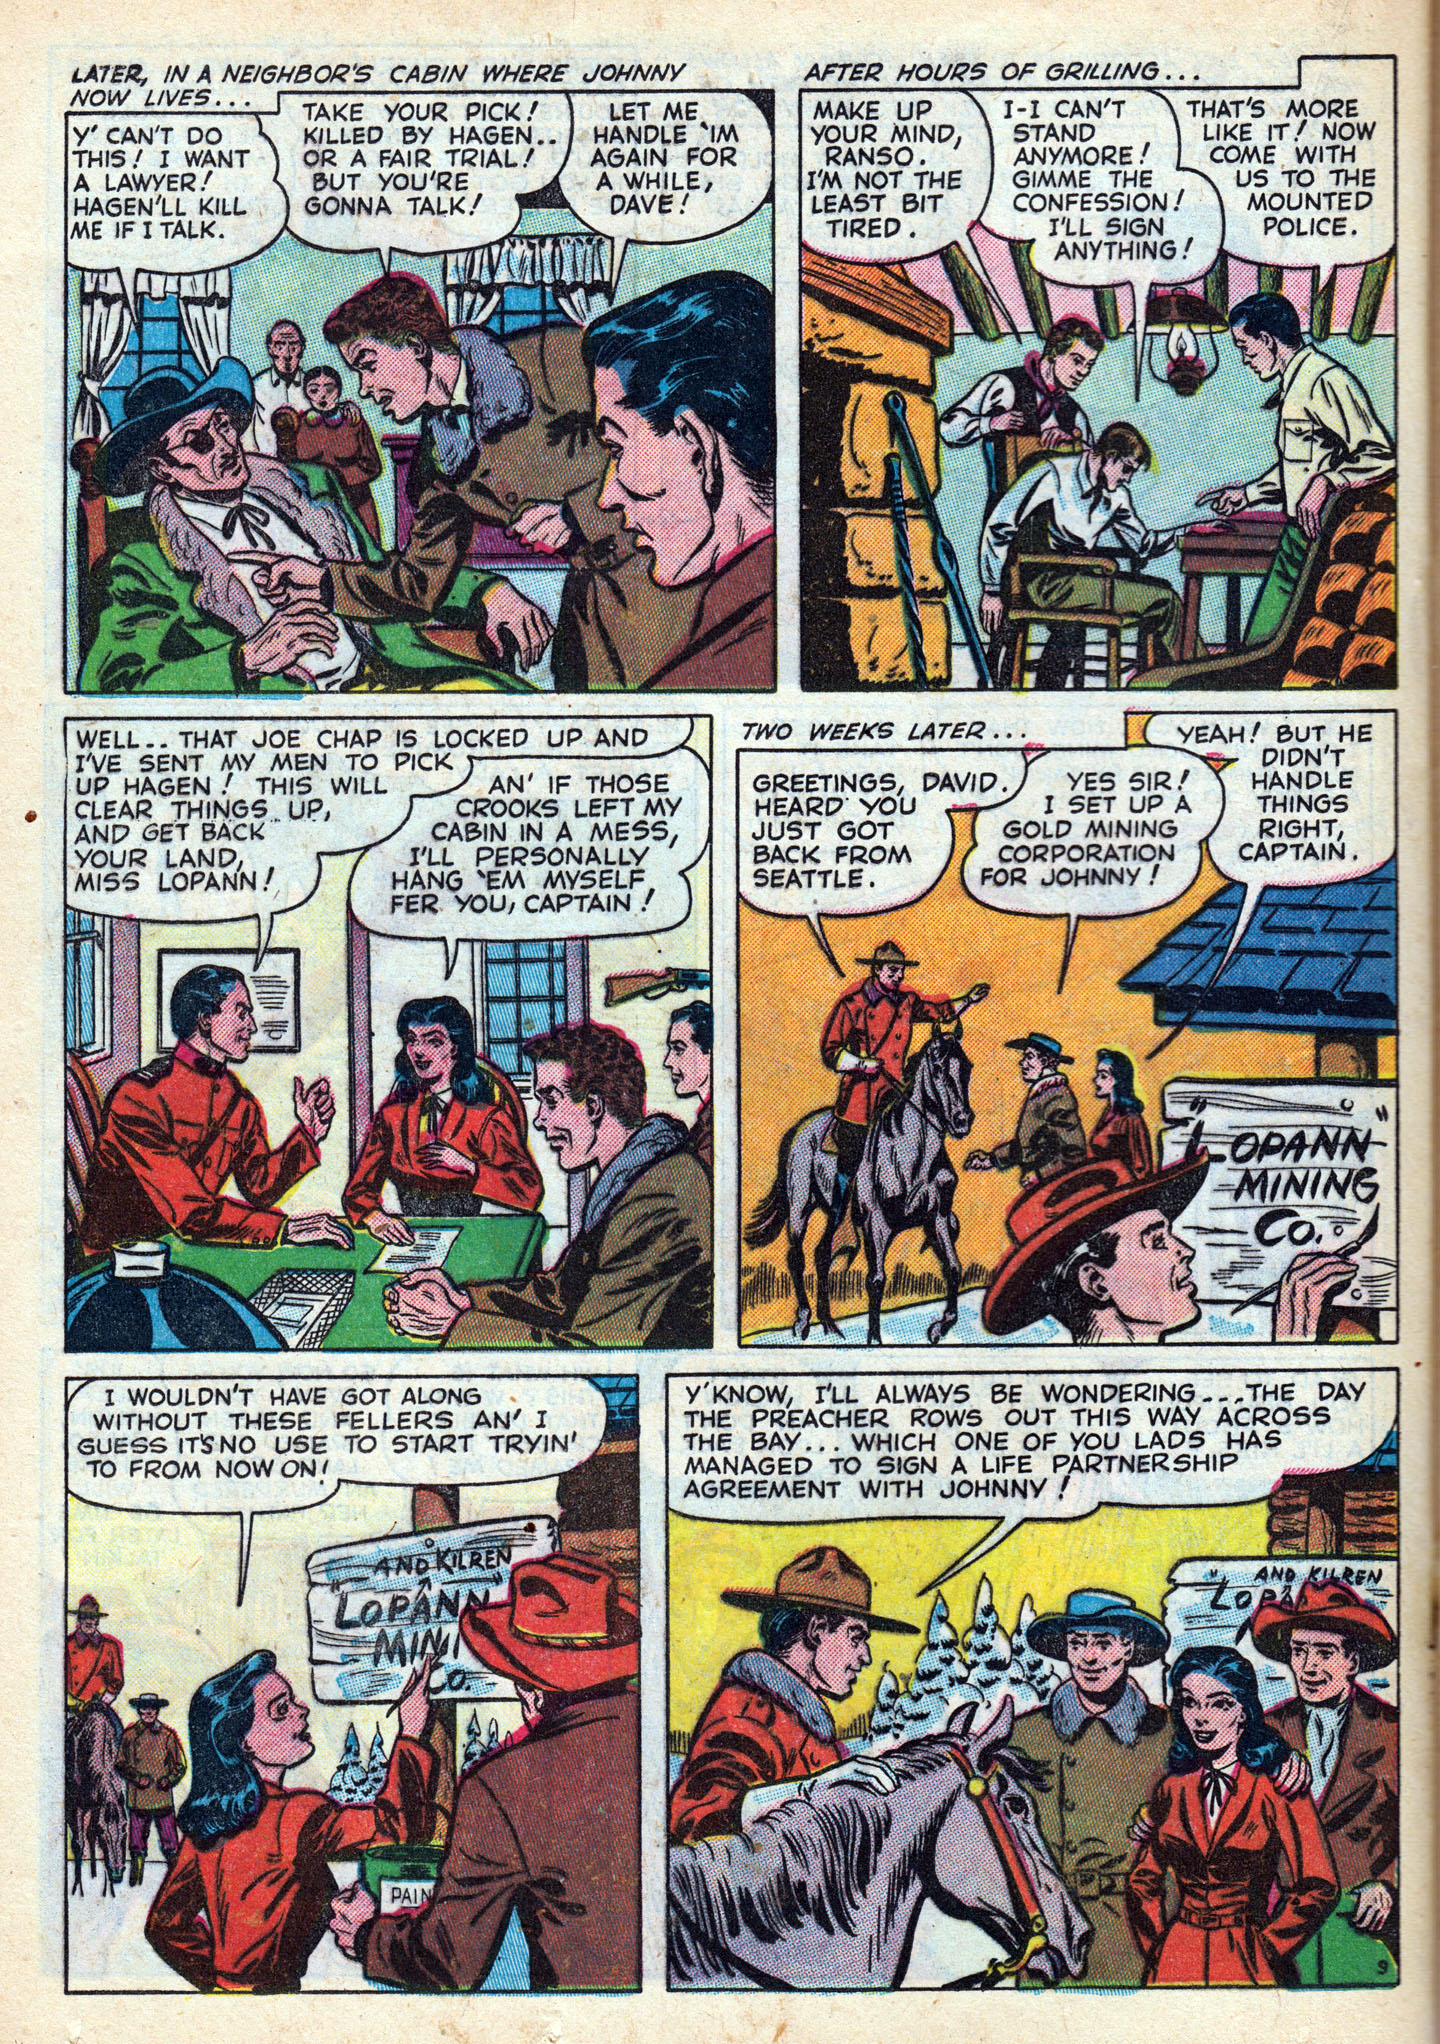 LATER, IN A NEIGHBOR'S CABIN WHERE JOHNNY
NOW LIVES...
Y' CAN'T DO
THIS! I WANT
A LAWYER!
HAGEN'LL KILL
ME IF I TALK.
TAKE YOUR PICK!
KILLED BY HAGEN..
OR A FAIR TRIAL!
BUT YOU'RE
GONNA TALK!
LET ME
HANDLE 'IM
AGAIN FOR
A WHILE,
DAVE!
AFTER HOURS OF GRILLING...
MAKE UP
YOUR MIND,
RANSO.
I'M NOT THE
LEAST BIT
TIRED.
I-I CAN'T
STAND
ANYMORE!
GIMME THE
CONFESSION!
I'LL SIGN
ANYTHING!
THAT'S MORE
LIKE IT! NOW
COME WITH
US TO THE
MOUNTED
POLICE.
WELL.. THAT JOE CHAP IS LOCKED UP AND
I'VE SENT MY MEN TO PICK
UP HAGEN! THIS WILL
CLEAR THINGS UP,
AND GET BACK
YOUR LAND,
MISS LOPANN!
AN' IF THOSE
CROOKS LEFT MY
CABIN IN A MESS,
I'LL PERSONALLY
HANG 'EM MYSELF
FER YOU, CAPTAIN!
TWO WEEKS LATER...
GREETINGS, DAVID.
HEARD YOU
JUST GOT
BACK FROM
SEATTLE.
YES SIR!
I SET UP A
GOLD MINING
CORPORATION
FOR JOHNNY!
YEAH! BUT HE
DIDN'T
HANDLE
THINGS
RIGHT,
CAPTAIN.
"LOPANN"
MINING
CO.
I WOULDN'T HAVE GOT ALONG
WITHOUT THESE FELLERS AN' I
GUESS IT'S NO USE TO START TRYIN'
TO FROM NOW ON!
AND KILREN
"LOPANN
MINI
CO.
PAIN
Y'KNOW, I'LL ALWAYS BE WONDERING...THE DAY
THE PREACHER ROWS OUT THIS WAY ACROSS
THE BAY... WHICH ONE OF YOU LADS HAS
MANAGED TO SIGN A LIFE PARTNERSHIP
AGREEMENT WITH JOHNNY!
AND KILREN
"LOPA
9